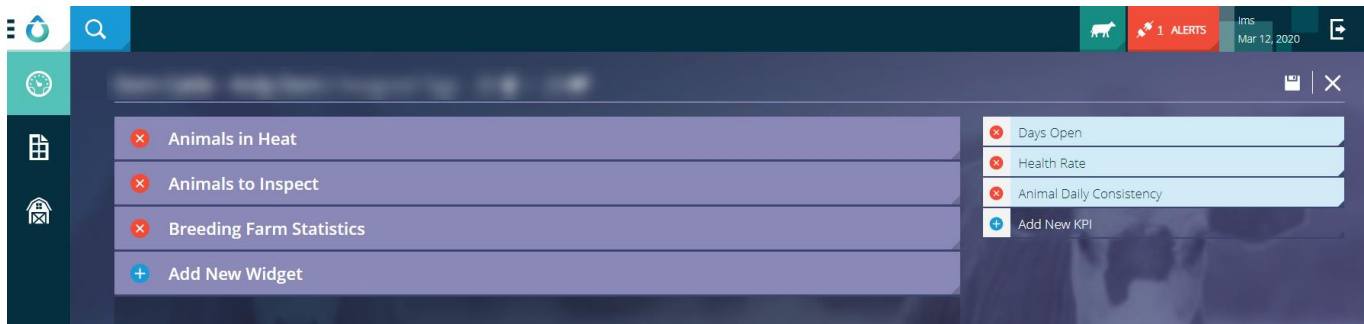 1 ALERTS
lms
Mar 12, 2020
Animals in Heat
Animals to Inspect
Breeding Farm Statistics
Add New Widget
Days Open
Health Rate
Animal Daily Consistency
Add New KPI